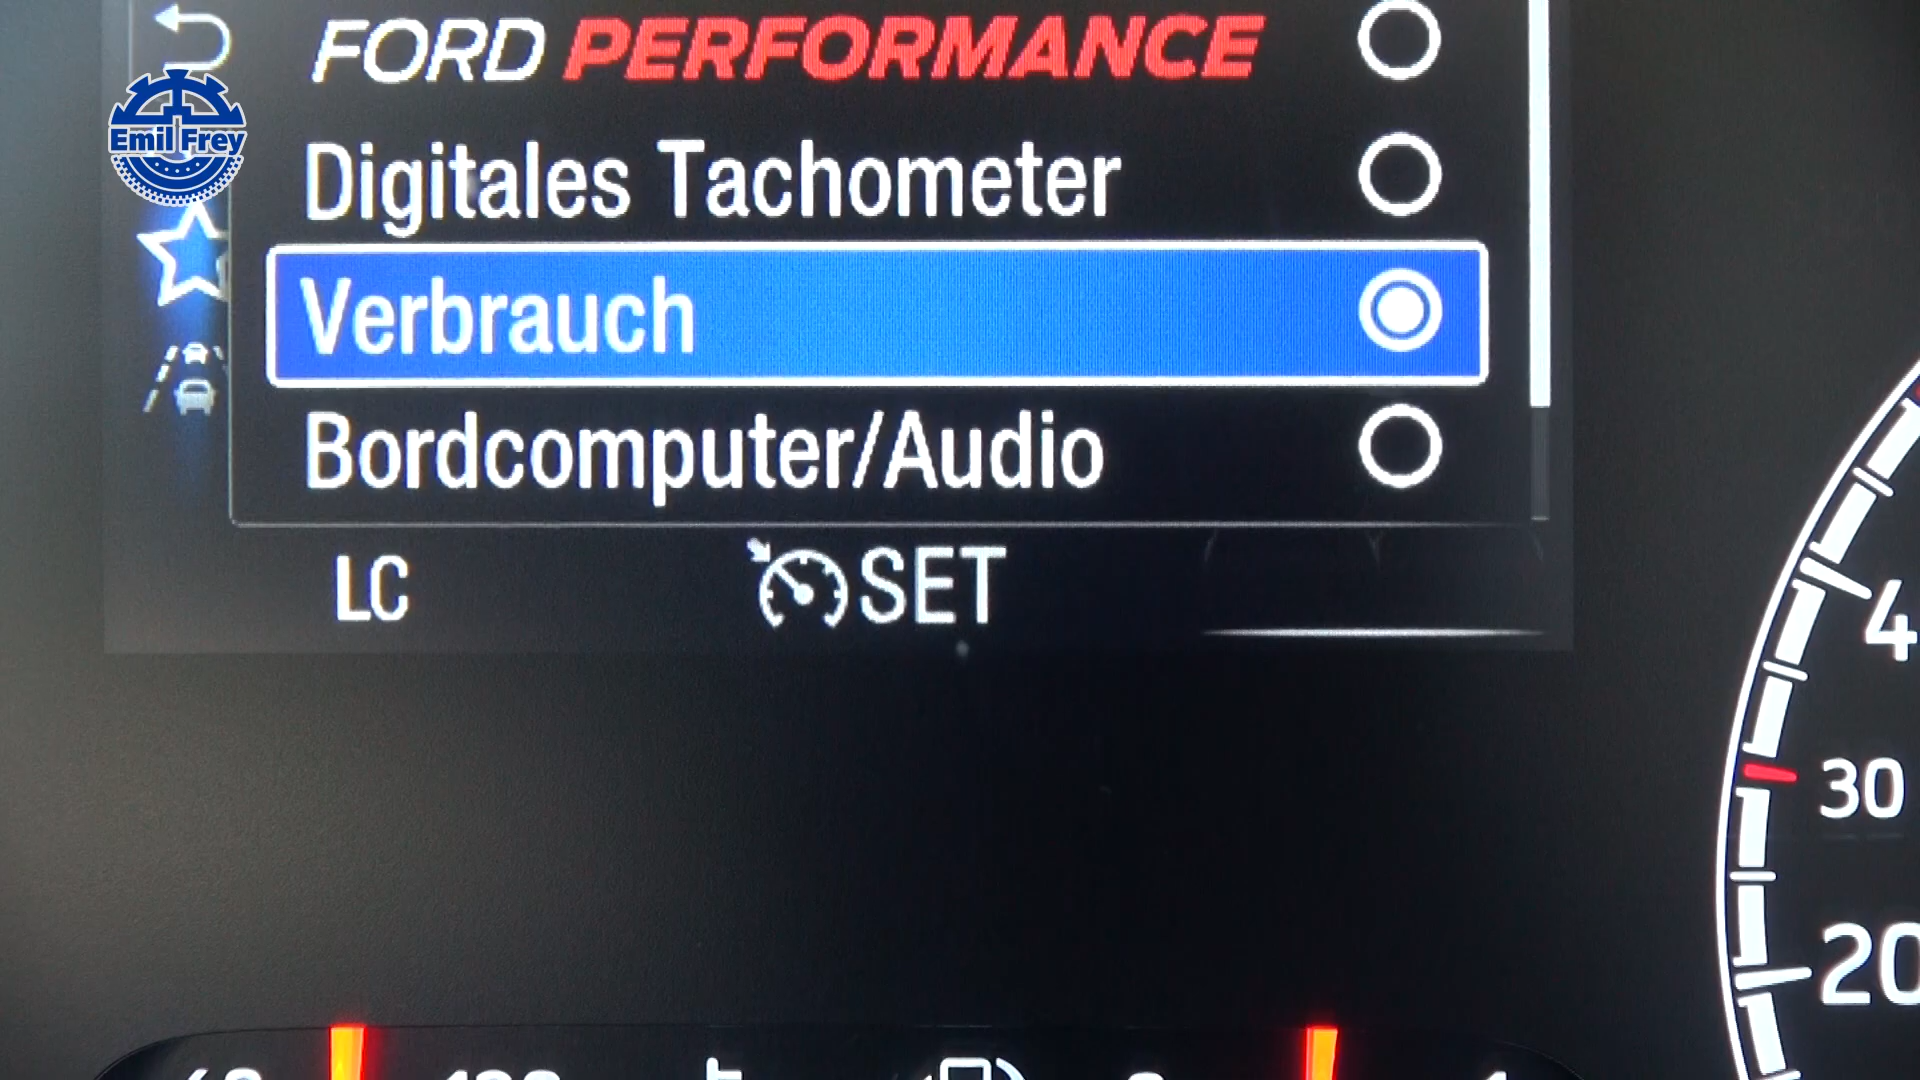 FORD PERFORMANCE
Emil Frey
Digitales Tachometer
Verbrauch
Bordcomputer/Audio
LC
SET
30
20